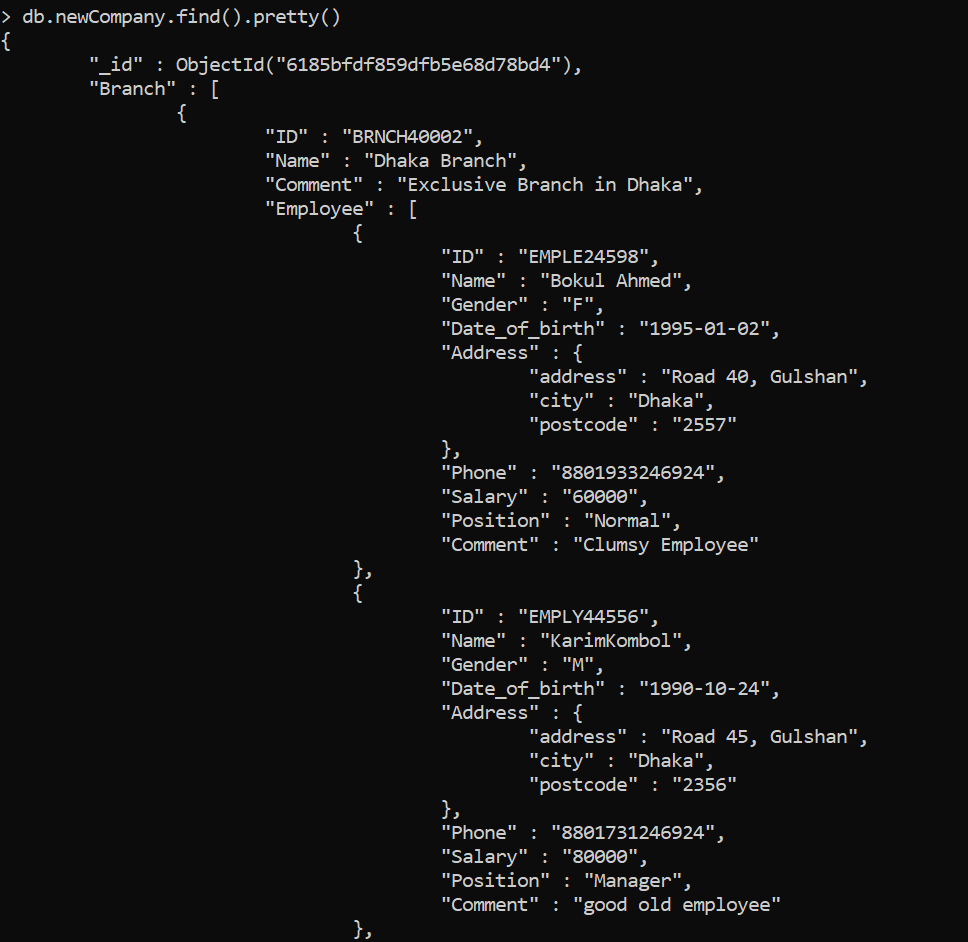 > db.newCompany.find().pretty()
{
"_id" : ObjectId("6185bfdf859dfb5e68d78bd4"),
"Branch" : [
{
"ID" : "BRNCH40002",
"Name" : "Dhaka Branch",
"Comment" : "Exclusive Branch in Dhaka",
"Employee" : [
{
"ID" : "EMPLE24598",
"Name" : "Bokul Ahmed",
"Gender" : "F",
"Date_of_birth" : "1995-01-02",
"Address" : {
"address" : "Road 40, Gulshan",
"city" : "Dhaka",
"postcode" : "2557"
},
"Phone" : "8801933246924",
"Salary" : "60000",
"Position" : "Normal",
"Comment" : "Clumsy Employee"
},
{
"ID" : "EMPLY44556",
"Name" : "KarimKombol",
"Gender" : "M",
"Date_of_birth" : "1990-10-24",
"Address" : {
"address" : "Road 45, Gulshan",
"city" : "Dhaka",
"postcode" : "2356"
},
"Phone" : "8801731246924",
"Salary" : "80000",
"Position" : "Manager",
"Comment" : "good old employee"
},